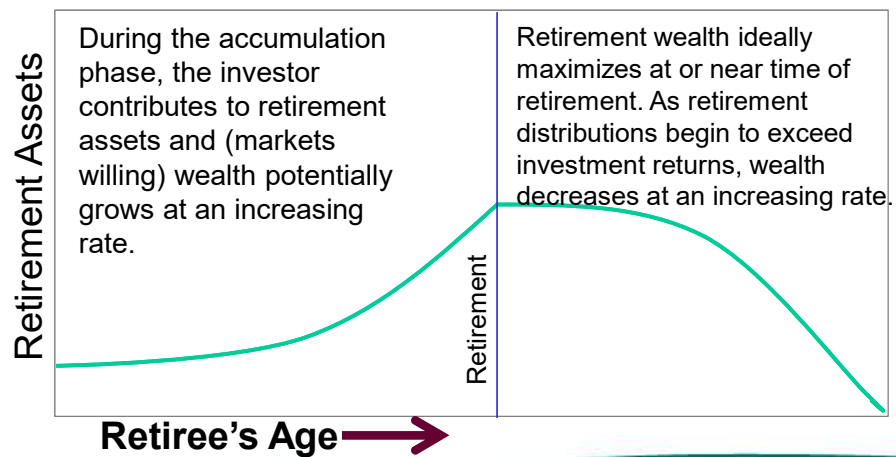 Retirement Assets
During the accumulation
phase, the investor
contributes to retirement
assets and (markets
willing) wealth potentially
grows at an increasing
rate.
Retirement wealth ideally
maximizes at or near time of
retirement. As retirement
distributions begin to exceed
investment returns, wealth
decreases at an increasing rate.
Retirement
Retiree's Age